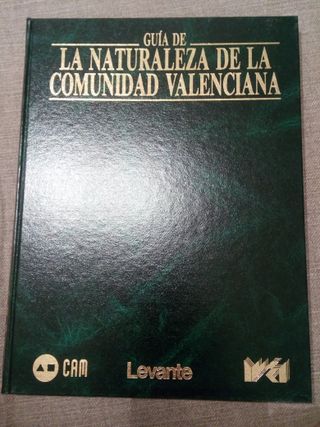 GUÍA DE
LA NATURALEZA DE LA
COMUNIDAD VALENCIANA
CAM
Levante